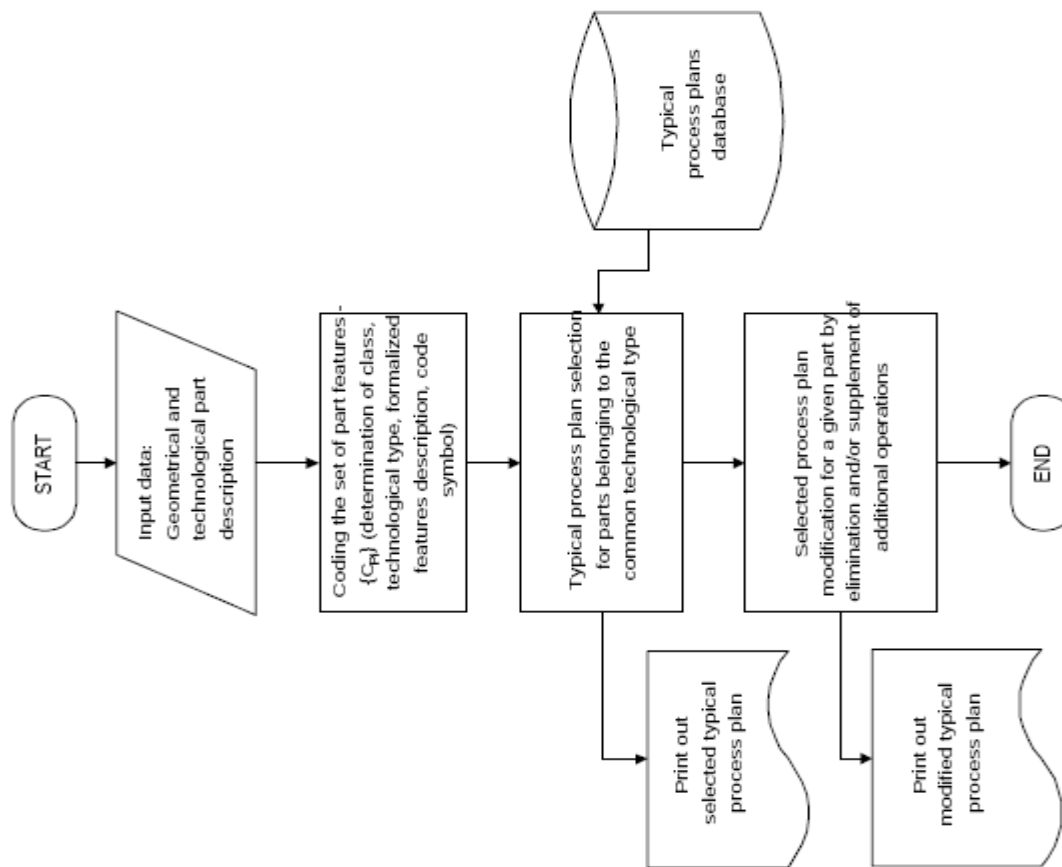 START
Input data:
Geometrical and
technological part
description
Coding the set of part features -
{CPj} (determination of class,
technological type, formalized
features description, code
symbol)
Typical
process plans
database
Typical process plan selection
for parts belonging to the
common technological type
Print out
selected typical
process plan
Selected process plan
modification for a given part by
elimination and/or supplement of
additional operations
Print out
modified typical
process plan
END